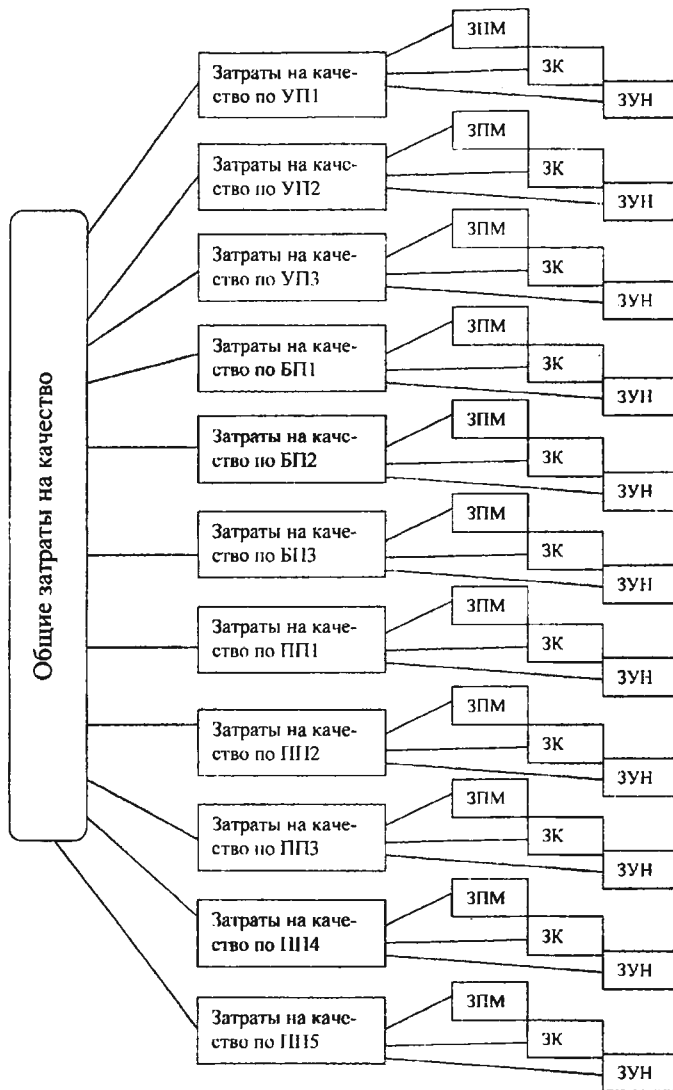 Общие затраты на качество
Затраты на каче-
ство по УП1
ЗПМ
ЗК
ЗУН
Затраты на каче-
ство по УП2
ЗПМ
ЗК
ЗУН
Затраты на каче-
ство по УП3
ЗПМ
ЗК
ЗУН
Затраты на каче-
ство по БП1
ЗПМ
ЗК
ЗУН
Затраты на каче-
ство по БП2
ЗПМ
ЗК
ЗУН
Затраты на каче-
ство по БП3
ЗПМ
ЗК
ЗУН
Затраты на каче-
ство по ПП1
ЗПМ
ЗК
ЗУН
Затраты на каче-
ство по ПП2
ЗПМ
ЗК
ЗУН
Затраты на каче-
ство по ПП3
ЗПМ
ЗК
ЗУН
Затраты на каче-
ство по ПП4
ЗПМ
ЗК
ЗУН
Затраты на каче-
ство по ПП5
ЗПМ
ЗК
ЗУН